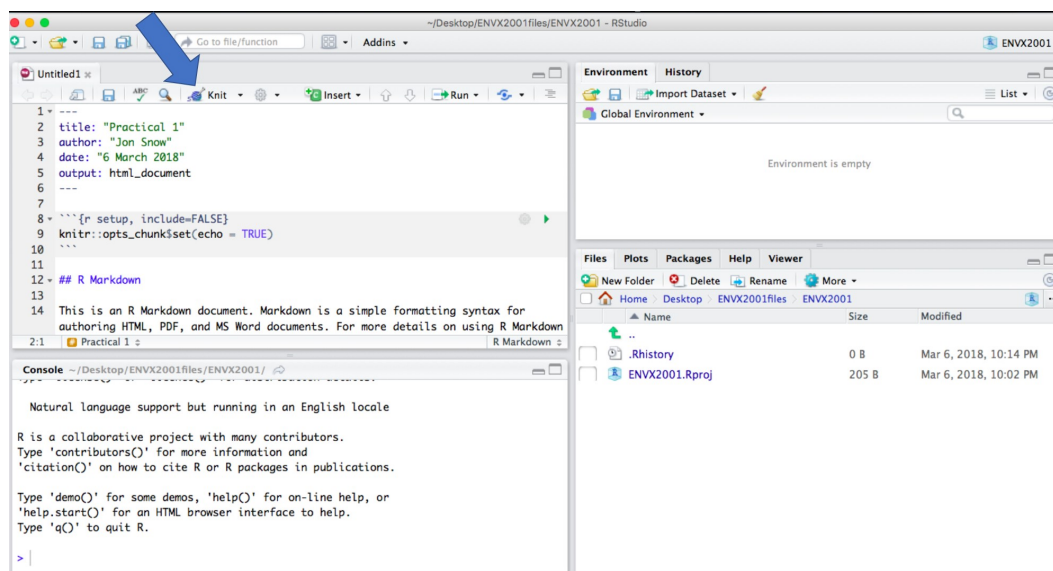 ~/Desktop/ENVX2001files/ENVX2001 - RStudio
Go to file/function
Addins
ENVX2001
Untitled1
ABC
Knit
Insert
Run
1 ---
2 title: "Practical 1"
3 author: "Jon Snow"
4 date: "6 March 2018"
5 output: html_document
6 ---
7
8 ```{r setup, include=FALSE}
9 knitr::opts_chunk$set(echo = TRUE)
10 ```
11
12 ## R Markdown
13
14 This is an R Markdown document. Markdown is a simple formatting syntax for
authoring HTML, PDF, and MS Word documents. For more details on using R Markdown
2:1 Practical 1 R Markdown
Console ~/Desktop/ENVX2001files/ENVX2001/
Natural language support but running in an English locale
R is a collaborative project with many contributors.
Type 'contributors()' for more information and
'citation()' on how to cite R or R packages in publications.
Type 'demo()' for some demos, 'help()' for on-line help, or
'help.start()' for an HTML browser interface to help.
Type 'q()' to quit R.
>
Environment History
Import Dataset List
Global Environment
Environment is empty
Files Plots Packages Help Viewer
New Folder Delete Rename More
Home Desktop ENVX2001files ENVX2001
Name Size Modified
..
.Rhistory 0 B Mar 6, 2018, 10:14 PM
ENVX2001.Rproj 205 B Mar 6, 2018, 10:02 PM